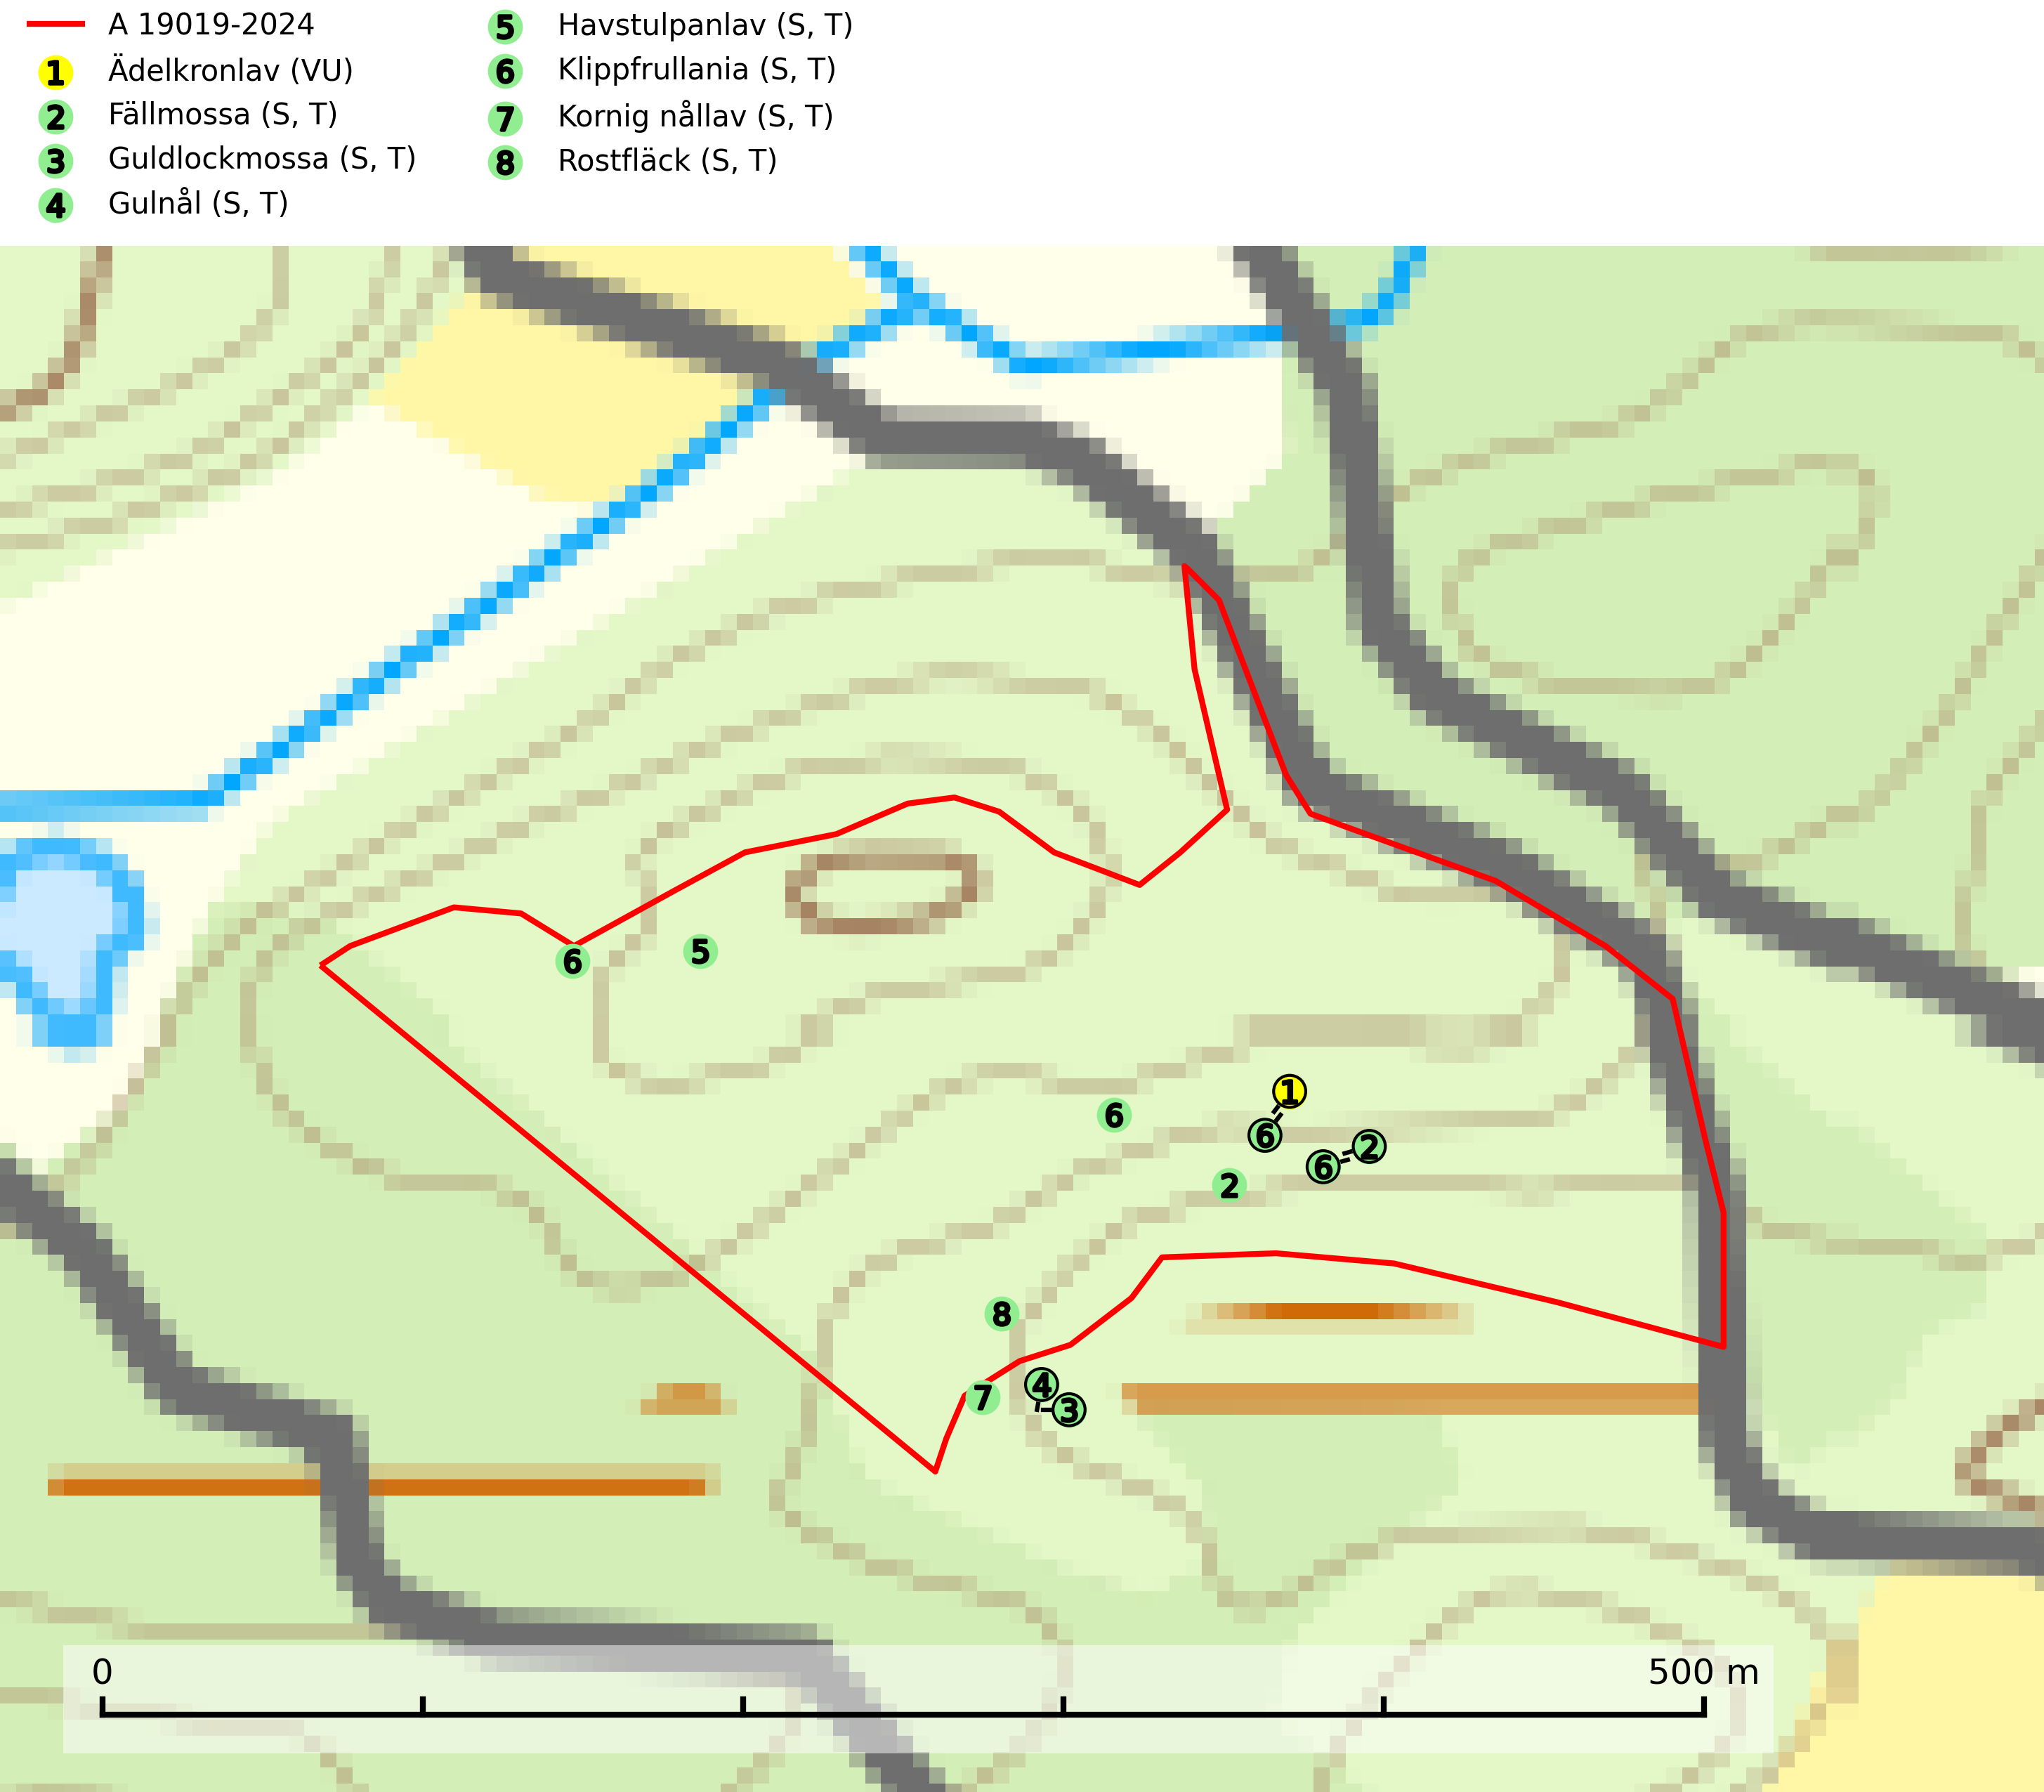 A 19019-2024
1 Ädelkronlav (VU)
2 Fällmossa (S, T)
3 Guldlockmossa (S, T)
4 Gulnål (S, T)
5 Havstulpanlav (S, T)
6 Klippfrullania (S, T)
7 Kornig nållav (S, T)
8 Rostfläck (S, T)
5
6
1
6
6
2
6
2
8
4
7
3
0 500 m